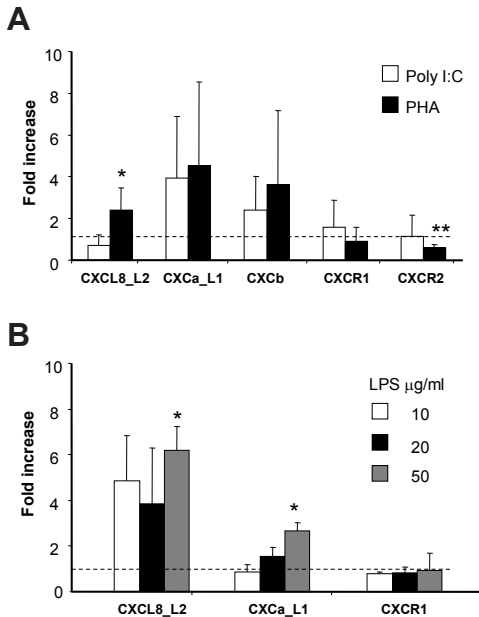 A
10
8
6
4
2
0
Fold increase
Poly I:C
PHA
*
**
CXCL8_L2 CXCa_L1 CXCb CXCR1 CXCR2
B
10
8
6
4
2
0
Fold increase
LPS µg/ml
10
20
50
*
*
CXCL8_L2 CXCa_L1 CXCR1